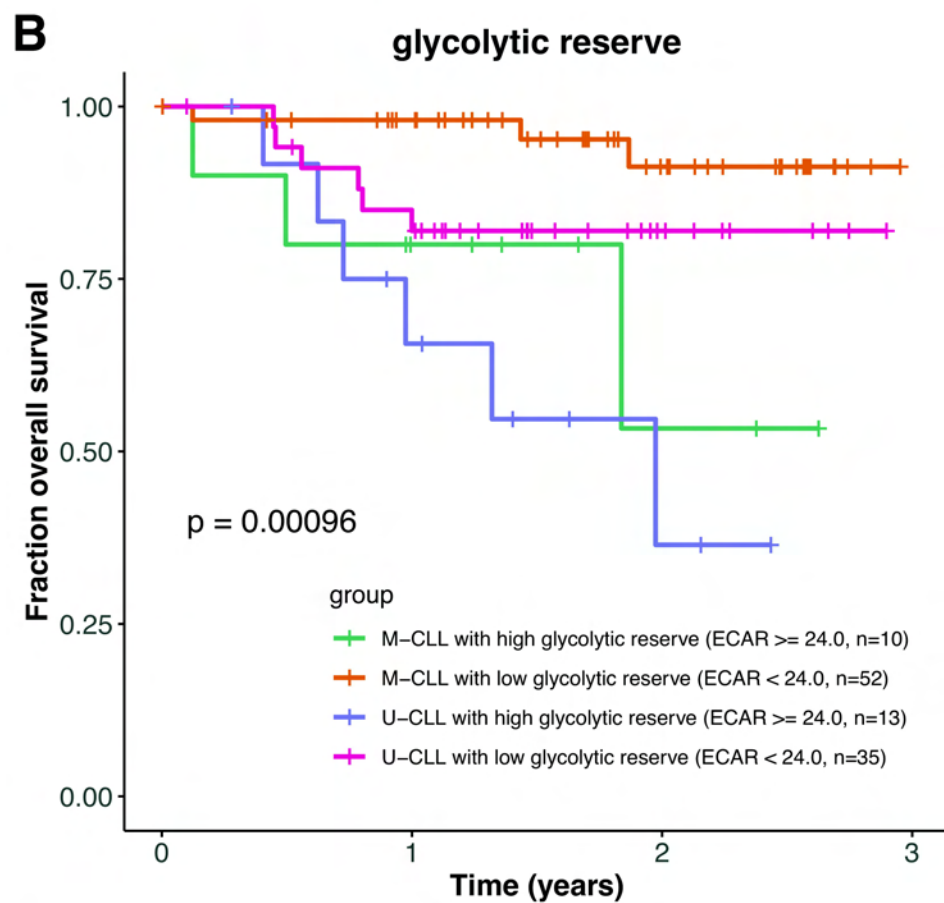 B
glycolytic reserve
1.00
0.75
0.50
0.25
0.00
Fraction overall survival
p = 0.00096
group
M−CLL with high glycolytic reserve (ECAR >= 24.0, n=10)
M−CLL with low glycolytic reserve (ECAR < 24.0, n=52)
U−CLL with high glycolytic reserve (ECAR >= 24.0, n=13)
U−CLL with low glycolytic reserve (ECAR < 24.0, n=35)
0 1 2 3
Time (years)